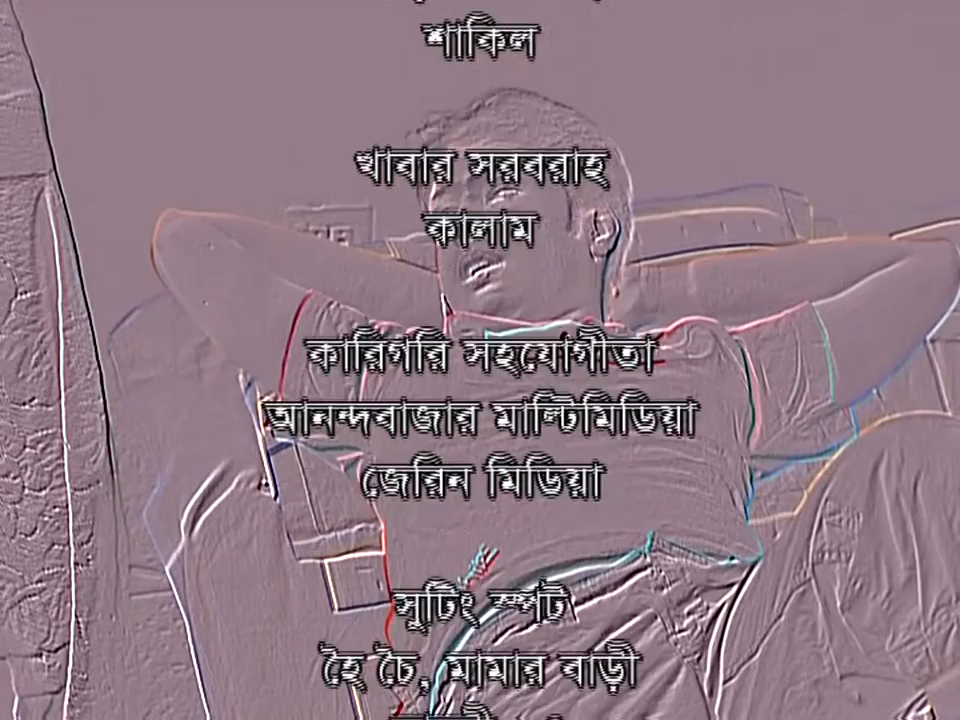 শাকিল
খাবার সরবরাহ
কালাম
কারিগরি সহযোগীতা
আনন্দবাজার মাল্টিমিডিয়া
জেরিন মিডিয়া
সুটিং স্পট
হৈ চৈ, মামার বাড়ী